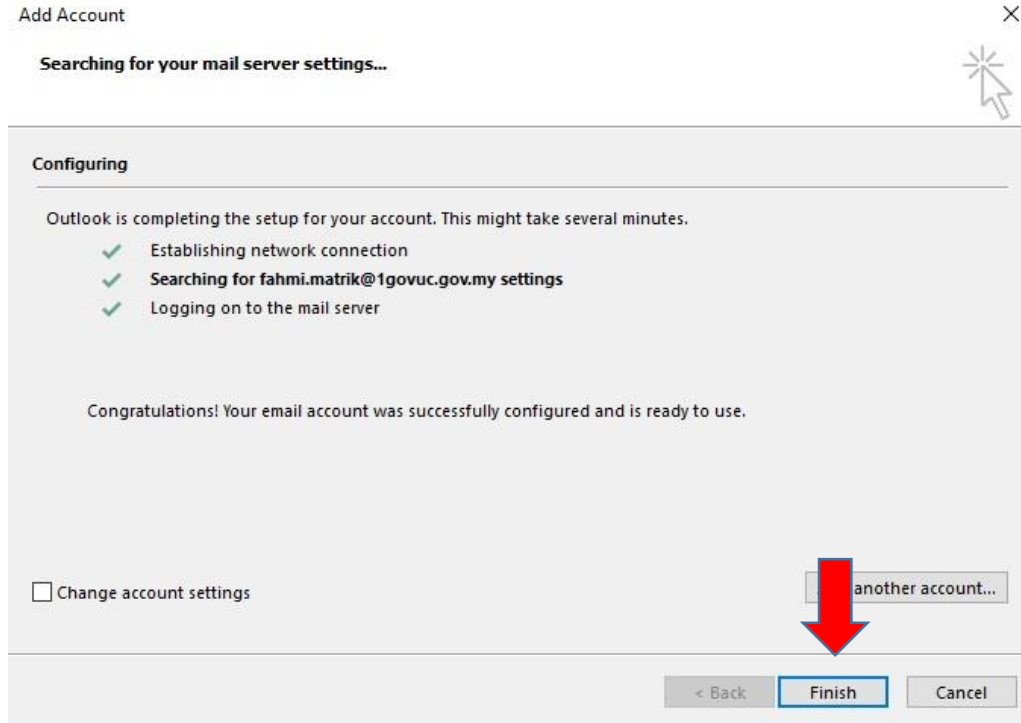 Add Account
Searching for your mail server settings...
Configuring
Outlook is completing the setup for your account. This might take several minutes.
Establishing network connection
Searching for fahmi.matrik@1govuc.gov.my settings
Logging on to the mail server
Congratulations! Your email account was successfully configured and is ready to use.
Change account settings
another account...
< Back
Finish
Cancel